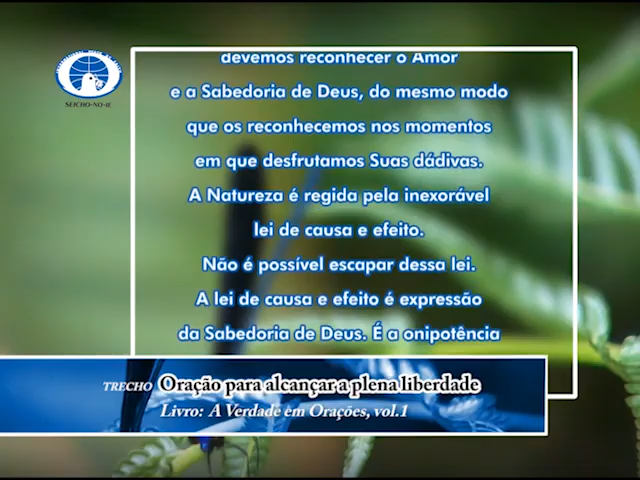 devemos reconhecer o Amor
e a Sabedoria de Deus, do mesmo modo
que os reconhecemos nos momentos
em que desfrutamos Suas dádivas.
A Natureza é regida pela inexorável
lei de causa e efeito.
Não é possível escapar dessa lei.
A lei de causa e efeito é expressão
da Sabedoria de Deus. É a onipotência
SEICHO-NO-IE
TRECHO Oração para alcançar a plena liberdade
Livro: A Verdade em Orações, vol.1